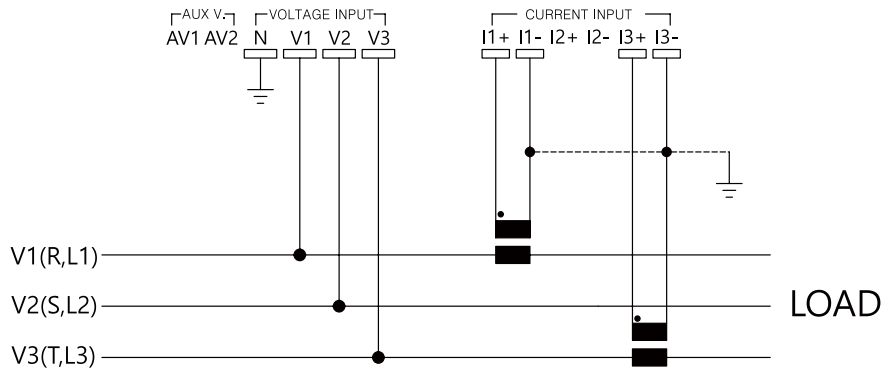 AUX V. VOLTAGE INPUT CURRENT INPUT
AV1 AV2 N V1 V2 V3 I1+ I1- I2+ I2- I3+ I3-
V1(R,L1)
V2(S,L2) LOAD
V3(T,L3)